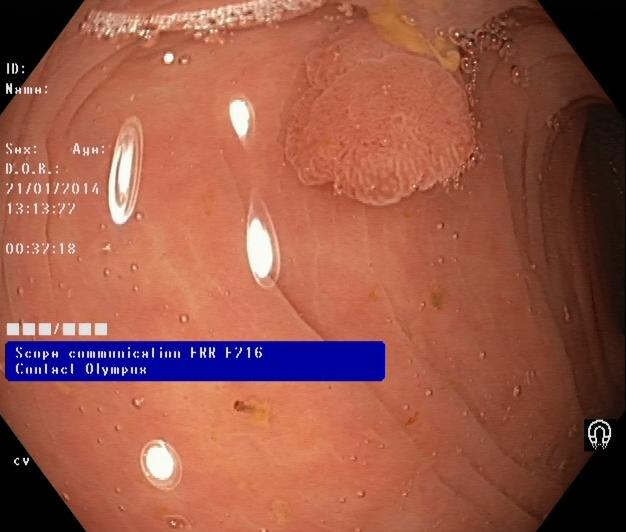 ID:
Name:
Sex: Age:
D.O.B.:
21/01/2014
13:13:22
00:32:18
■■■/■■■
Scope communication ERR E216
Contact Olympus
CV